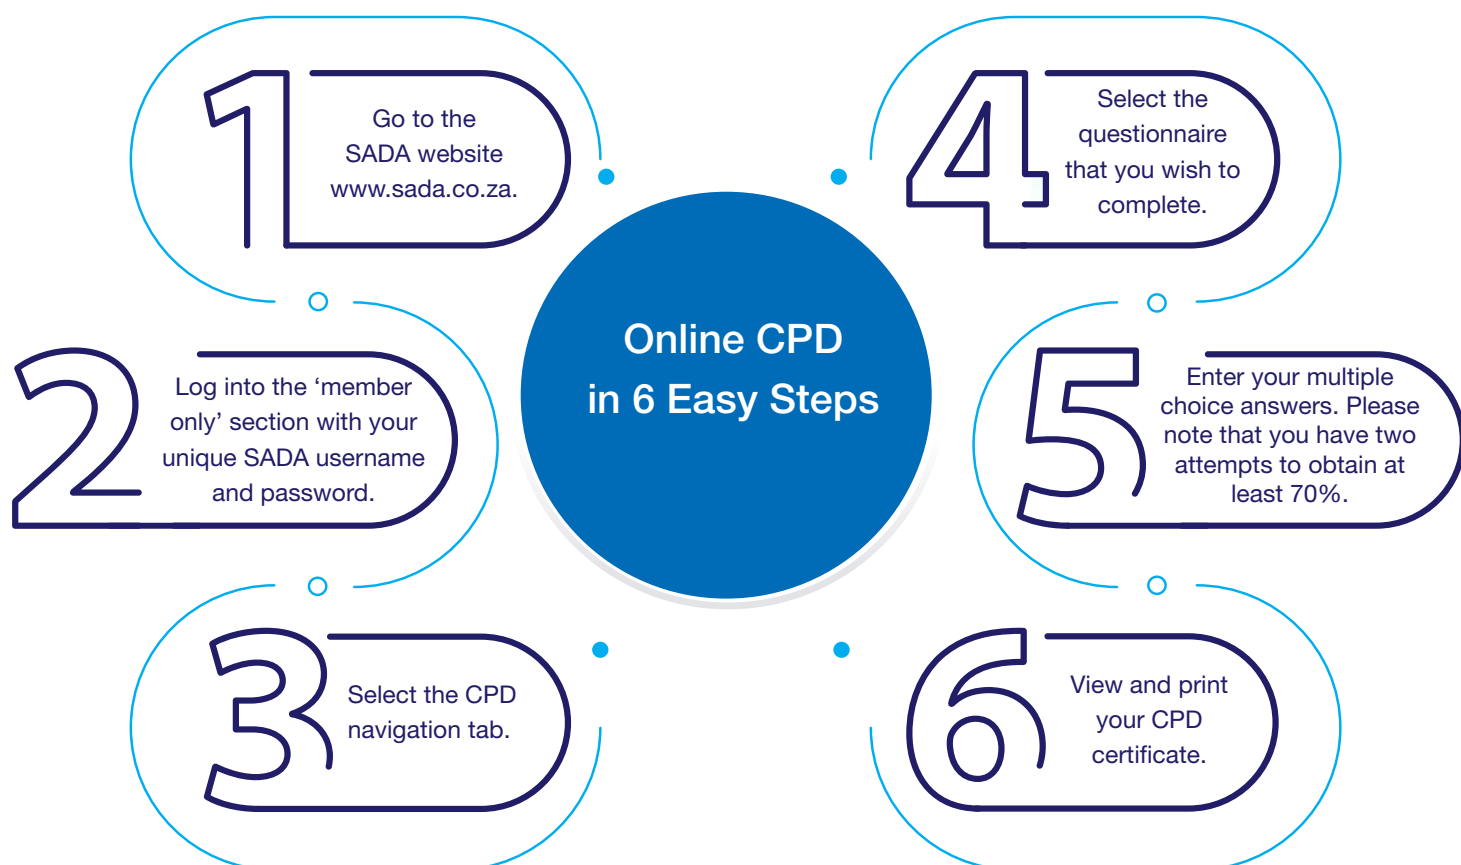 Online CPD
in 6 Easy Steps
1
Go to the
SADA website
www.sada.co.za.
2
Log into the ‘member
only’ section with your
unique SADA username
and password.
3
Select the CPD
navigation tab.
4
Select the
questionnaire
that you wish to
complete.
5
Enter your multiple
choice answers. Please
note that you have two
attempts to obtain at
least 70%.
6
View and print
your CPD
certificate.